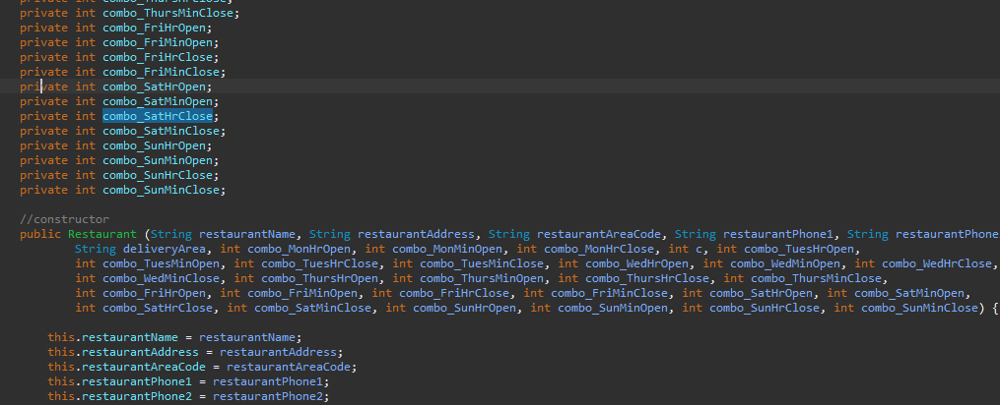 private int combo_ThursHrClose;
private int combo_ThursMinClose;
private int combo_FriHrOpen;
private int combo_FriMinOpen;
private int combo_FriHrClose;
private int combo_FriMinClose;
private int combo_SatHrOpen;
private int combo_SatMinOpen;
private int combo_SatHrClose;
private int combo_SatMinClose;
private int combo_SunHrOpen;
private int combo_SunMinOpen;
private int combo_SunHrClose;
private int combo_SunMinClose;
//constructor
public Restaurant (String restaurantName, String restaurantAddress, String restaurantAreaCode, String restaurantPhone1, String restaurantPhone
String deliveryArea, int combo_MonHrOpen, int combo_MonMinOpen, int combo_MonHrClose, int c, int combo_TuesHrOpen,
int combo_TuesMinOpen, int combo_TuesHrClose, int combo_TuesMinClose, int combo_WedHrOpen, int combo_WedMinOpen, int combo_WedHrClose,
int combo_WedMinClose, int combo_ThursHrOpen, int combo_ThursMinOpen, int combo_ThursHrClose, int combo_ThursMinClose,
int combo_FriHrOpen, int combo_FriMinOpen, int combo_FriHrClose, int combo_FriMinClose, int combo_SatHrOpen, int combo_SatMinOpen,
int combo_SatHrClose, int combo_SatMinClose, int combo_SunHrOpen, int combo_SunMinOpen, int combo_SunHrClose, int combo_SunMinClose) {
this.restaurantName = restaurantName;
this.restaurantAddress = restaurantAddress;
this.restaurantAreaCode = restaurantAreaCode;
this.restaurantPhone1 = restaurantPhone1;
this.restaurantPhone2 = restaurantPhone2;